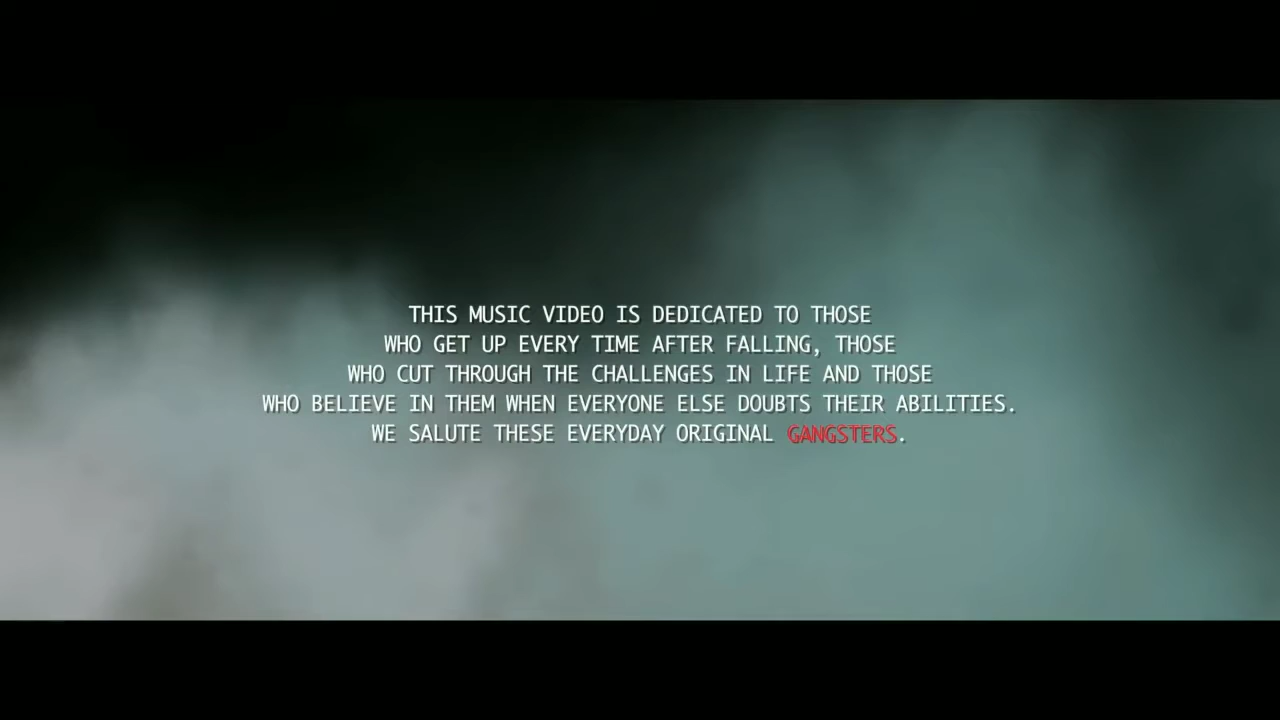 THIS MUSIC VIDEO IS DEDICATED TO THOSE
WHO GET UP EVERY TIME AFTER FALLING, THOSE
WHO CUT THROUGH THE CHALLENGES IN LIFE AND THOSE
WHO BELIEVE IN THEM WHEN EVERYONE ELSE DOUBTS THEIR ABILITIES.
WE SALUTE THESE EVERYDAY ORIGINAL GANGSTERS.